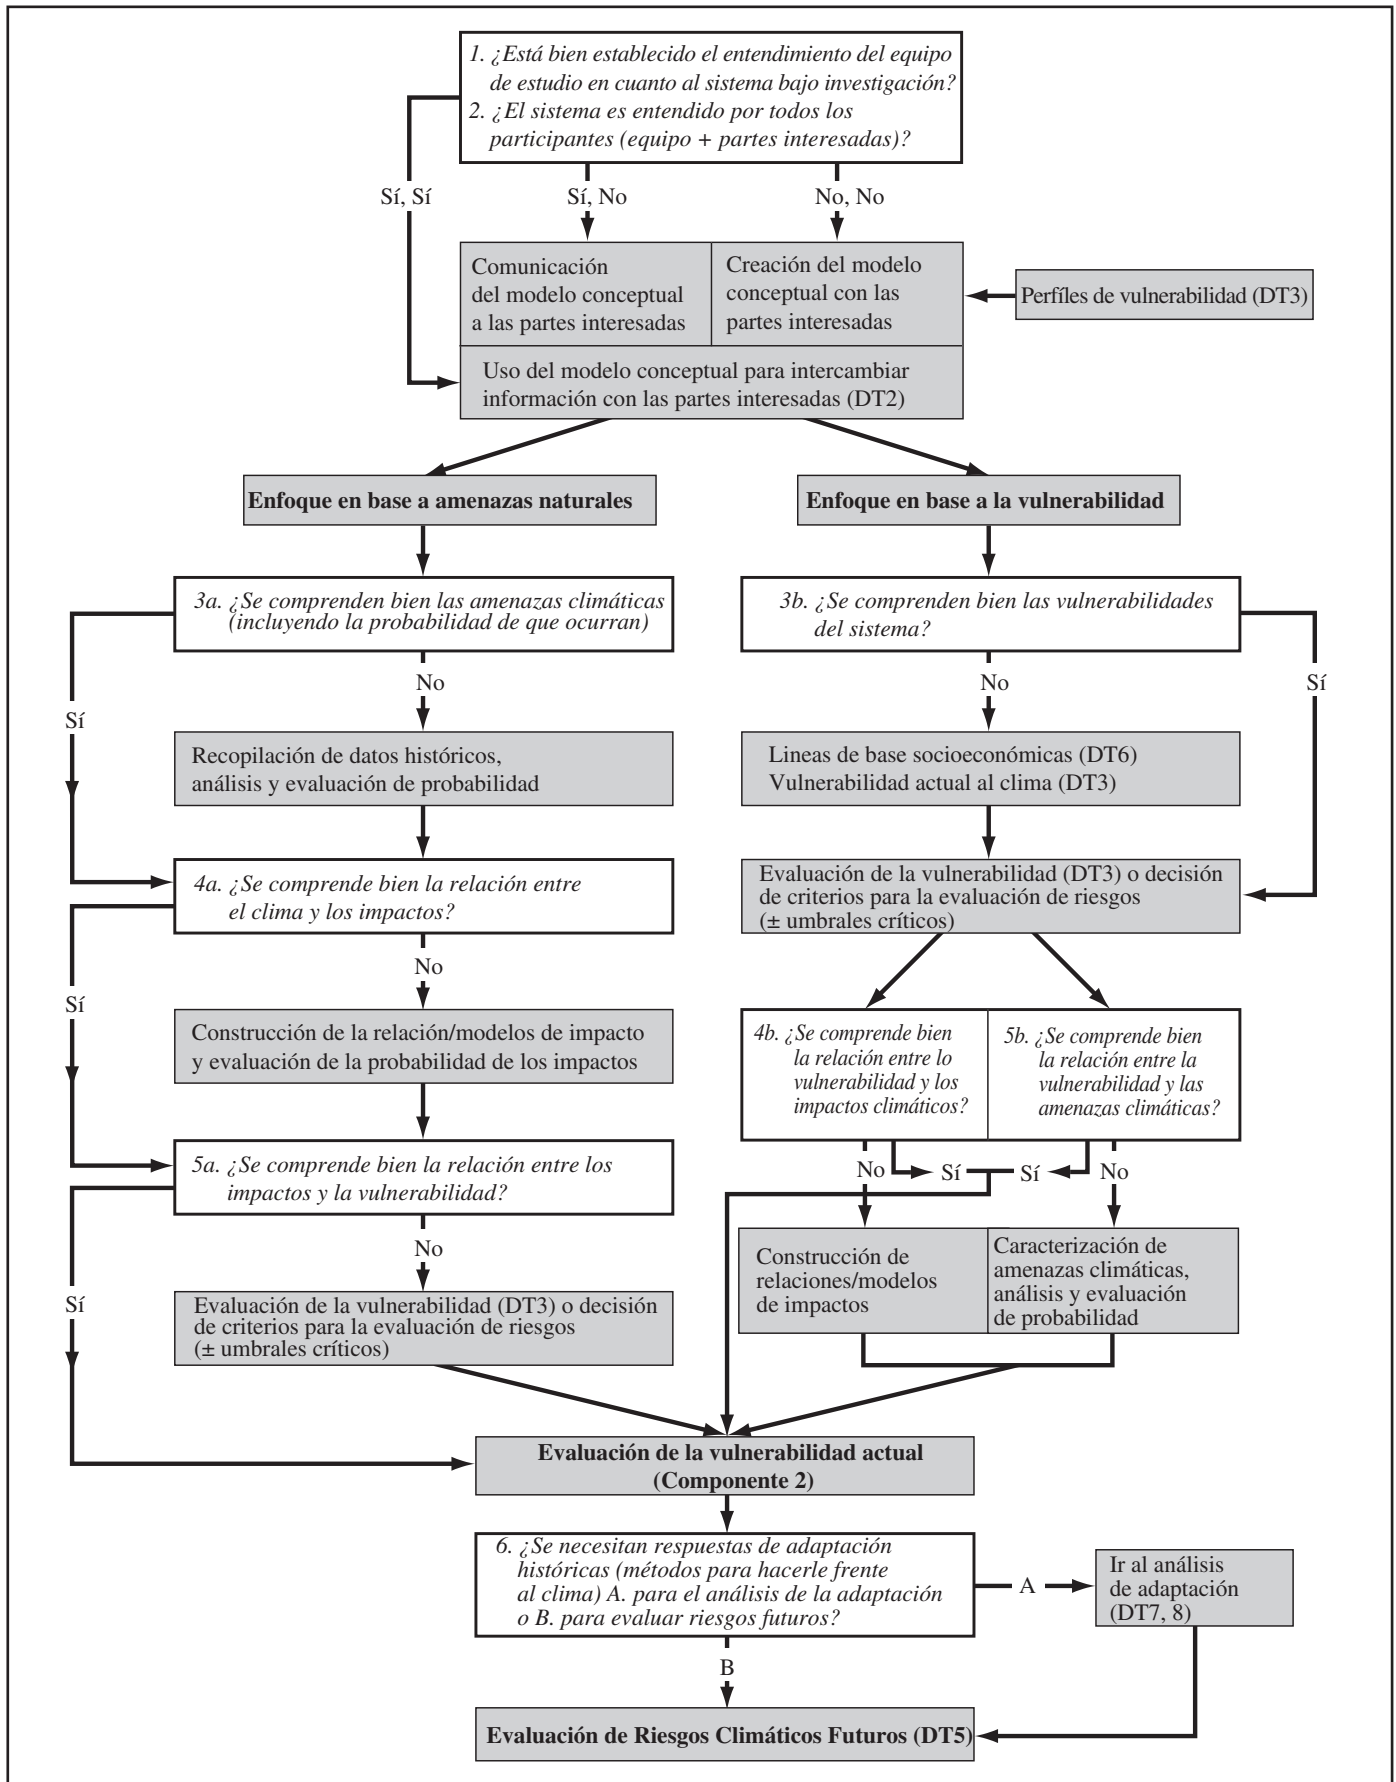 1. ¿Está bien establecido el entendimiento del equipo
de estudio en cuanto al sistema bajo investigación?
2. ¿El sistema es entendido por todos los
participantes (equipo + partes interesadas)?
Sí, Sí
Sí, No
No, No
Comunicación
del modelo conceptual
a las partes interesadas
Creación del modelo
conceptual con las
partes interesadas
Perfíles de vulnerabilidad (DT3)
Uso del modelo conceptual para intercambiar
información con las partes interesadas (DT2)
Enfoque en base a amenazas naturales
Enfoque en base a la vulnerabilidad
3a. ¿Se comprenden bien las amenazas climáticas
(incluyendo la probabilidad de que ocurran)
3b. ¿Se comprenden bien las vulnerabilidades
del sistema?
No
No
Sí
Sí
Recopilación de datos históricos,
análisis y evaluación de probabilidad
Lineas de base socioeconómicas (DT6)
Vulnerabilidad actual al clima (DT3)
4a. ¿Se comprende bien la relación entre
el clima y los impactos?
Evaluación de la vulnerabilidad (DT3) o decisión
de criterios para la evaluación de riesgos
(± umbrales críticos)
No
Sí
Construcción de la relación/modelos de impacto
y evaluación de la probabilidad de los impactos
4b. ¿Se comprende bien
la relación entre lo
vulnerabilidad y los
impactos climáticos?
5b. ¿Se comprende bien
la relación entre la
vulnerabilidad y las
amenazas climáticas?
5a. ¿Se comprende bien la relación entre los
impactos y la vulnerabilidad?
No
Sí
Sí
No
No
Sí
Construcción de
relaciones/modelos
de impactos
Caracterización de
amenazas climáticas,
análisis y evaluación
de probabilidad
Evaluación de la vulnerabilidad (DT3) o decisión
de criterios para la evaluación de riesgos
(± umbrales críticos)
Evaluación de la vulnerabilidad actual
(Componente 2)
6. ¿Se necesitan respuestas de adaptación
históricas (métodos para hacerle frente
al clima) A. para el análisis de la adaptación
o B. para evaluar riesgos futuros?
A
Ir al análisis
de adaptación
(DT7, 8)
B
Evaluación de Riesgos Climáticos Futuros (DT5)